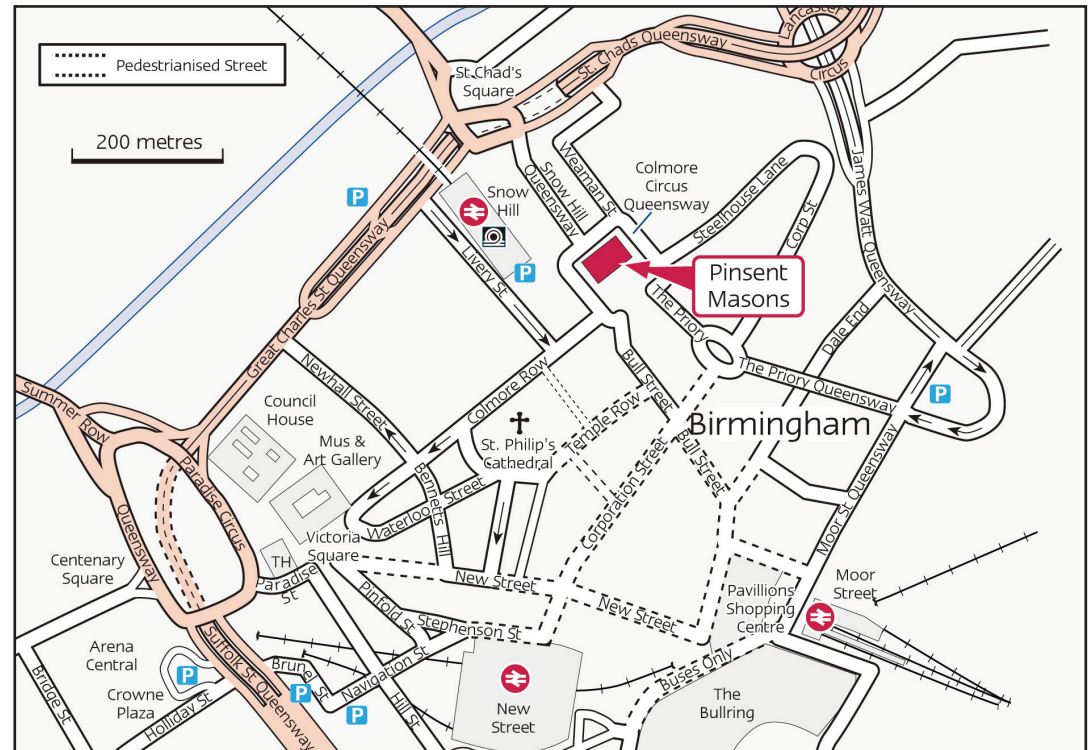 Pedestrianised Street
200 metres
St Chad's
Square
St. Chads Queensway
Lancaster
Circus
Snow
Hill
Snow Hill
Queensway
Weaman St
Colmore
Circus
Queensway
Steelhouse Lane
Corp St
James Watt Queensway
P
P
Livery St
Great Charles St Queensway
Pinsent
Masons
The Priory
Dale End
Bull Street
The Priory Queensway
P
Newhall Street
Colmore Row
Summer Row
Council
House
Mus &
Art Gallery
St. Philip's
Cathedral
Temple Row
Birmingham
Bull Street
Corporation Street
Moor St Queensway
Paradise Circus
Queensway
Bennetts Hill
Waterloo Street
Victoria
Square
TH
Paradise
St
Centenary
Square
New Street
New Street
Pinfold St
Stephenson St
Pavillions
Shopping
Centre
Moor
Street
Arena
Central
Crowne
Plaza
Suffolk St Queensway
P
P
P
Brunel St
Navigation St
Bridge St
Holliday St
Hill St
New
Street
Buses Only
The
Bullring